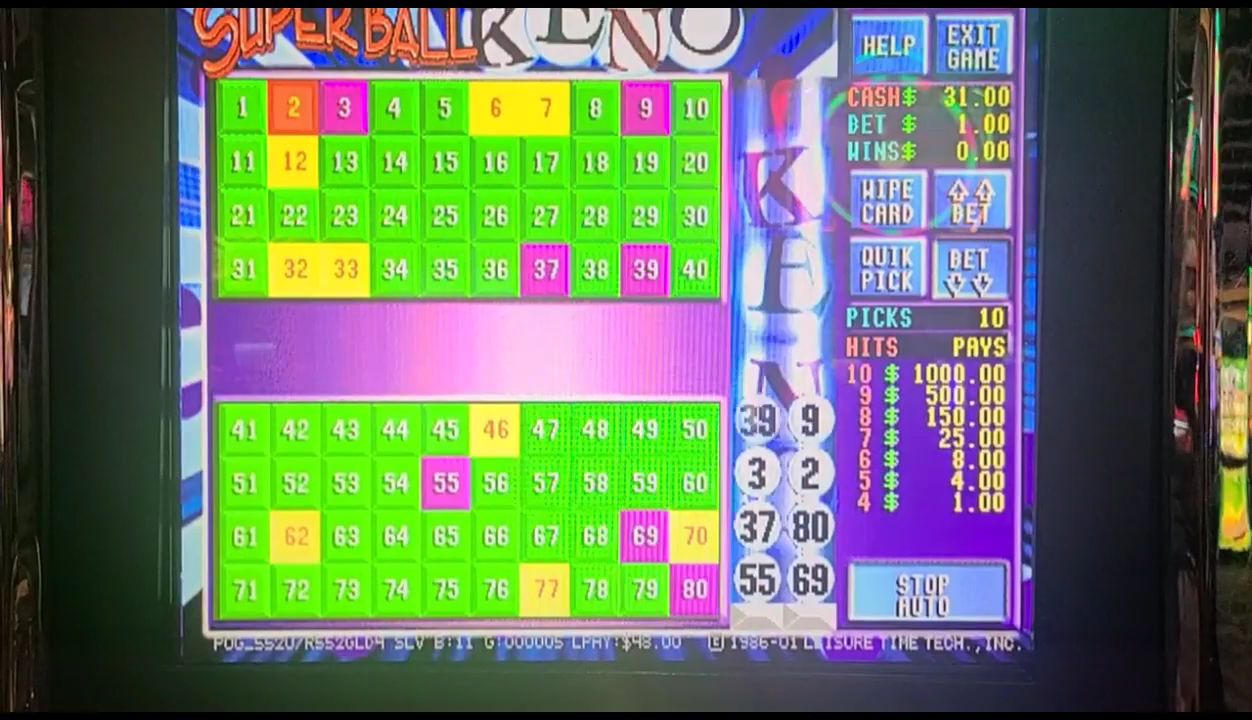 SUPER BALL KENO
HELP
EXIT GAME
1 2 3 4 5 6 7 8 9 10
11 12 13 14 15 16 17 18 19 20
21 22 23 24 25 26 27 28 29 30
31 32 33 34 35 36 37 38 39 40
41 42 43 44 45 46 47 48 49 50
51 52 53 54 55 56 57 58 59 60
61 62 63 64 65 66 67 68 69 70
71 72 73 74 75 76 77 78 79 80
KEN
39 9
3 2
37 80
55 69
CASH$ 31.00
BET $ 1.00
WINS$ 0.00
WIPE CARD
BET
QUIK PICK
BET
PICKS 10
HITS PAYS
10 $ 1000.00
9 $ 500.00
8 $ 150.00
7 $ 25.00
6 $ 8.00
5 $ 4.00
4 $ 1.00
STOP AUTO
POG_5520/R552GLD4 SLV B:11 G:000005 LPAY:$48.00 © 1986-01 LEISURE TIME TECH.,INC.